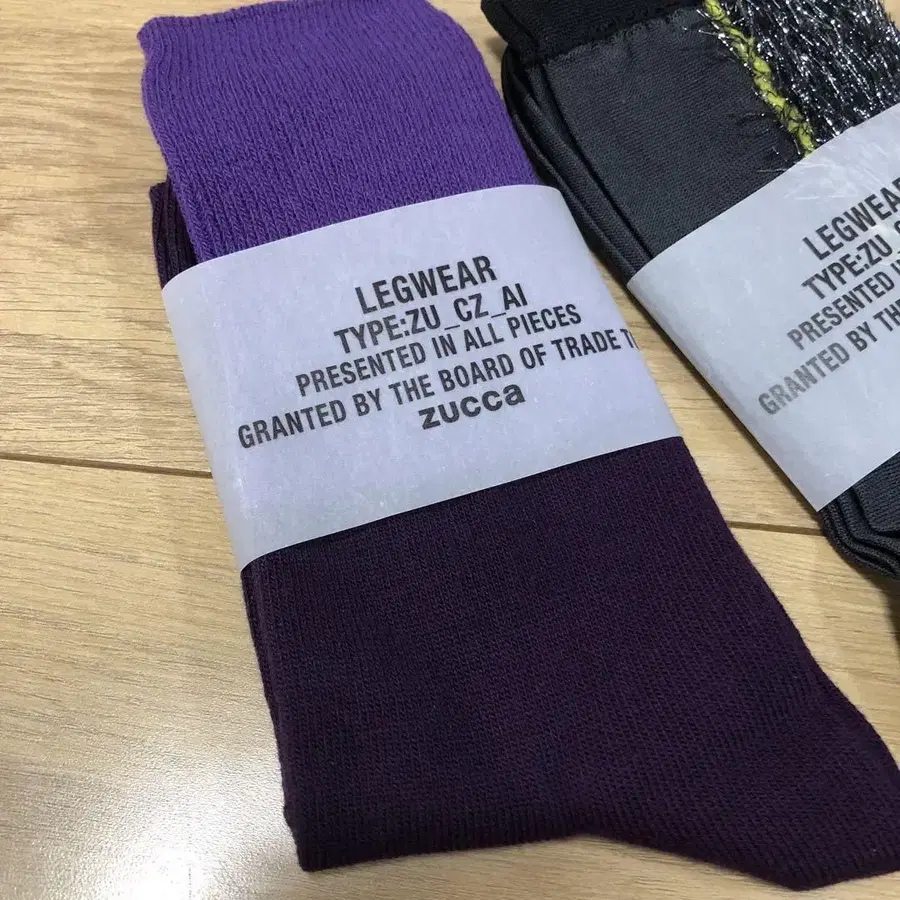 LEGWEAR
TYPE:ZU_CZ_AI
PRESENTED IN ALL PIECES
GRANTED BY THE BOARD OF TRADE
zucca
LEGWEAR
TYPE:ZU
PRESENTED
GRANTED BY THE